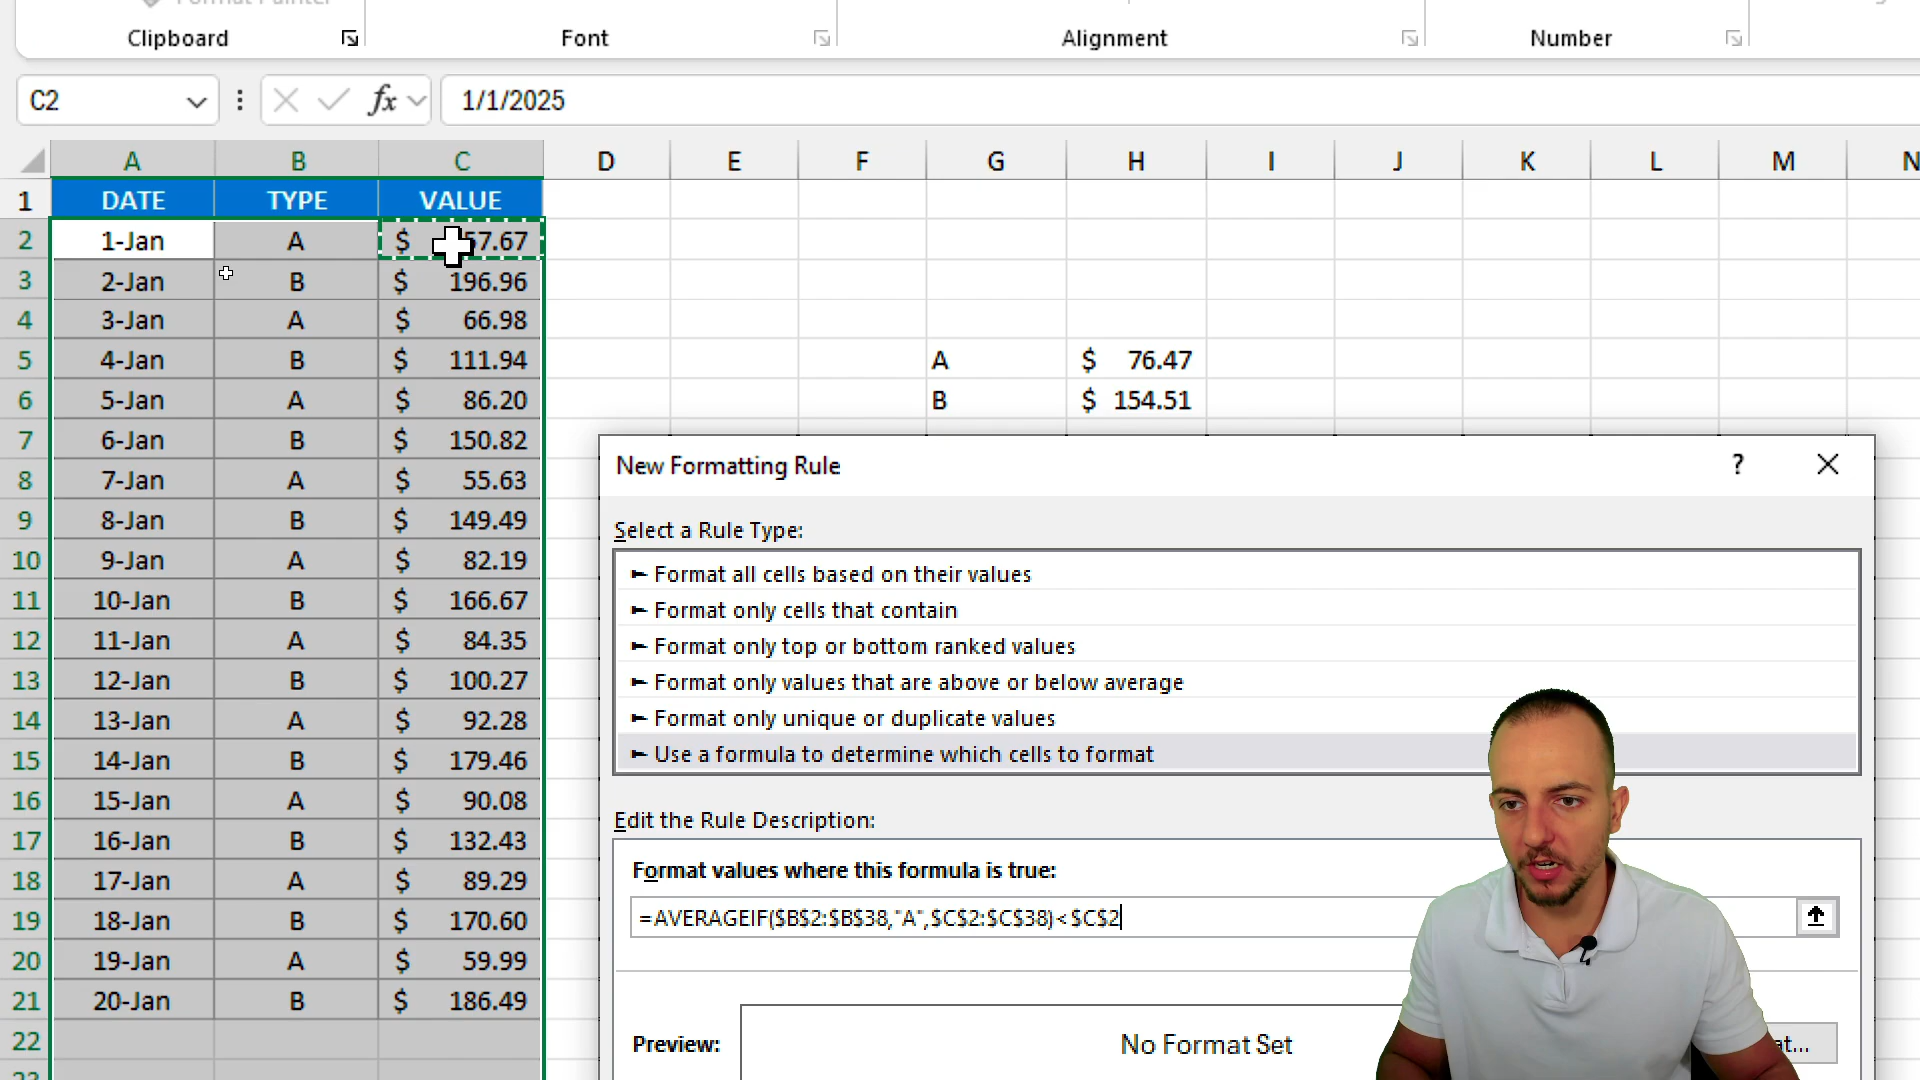 Format Painter
Clipboard Font Alignment Number
C2 fx 1/1/2025
A B C D E F G H I J K L M N
1 DATE TYPE VALUE
2 1-Jan A $ 57.67
3 2-Jan B $ 196.96
4 3-Jan A $ 66.98
5 4-Jan B $ 111.94 A $ 76.47
6 5-Jan A $ 86.20 B $ 154.51
7 6-Jan B $ 150.82
8 7-Jan A $ 55.63
9 8-Jan B $ 149.49
10 9-Jan A $ 82.19
11 10-Jan B $ 166.67
12 11-Jan A $ 84.35
13 12-Jan B $ 100.27
14 13-Jan A $ 92.28
15 14-Jan B $ 179.46
16 15-Jan A $ 90.08
17 16-Jan B $ 132.43
18 17-Jan A $ 89.29
19 18-Jan B $ 170.60
20 19-Jan A $ 59.99
21 20-Jan B $ 186.49
22
23
New Formatting Rule ?
Select a Rule Type:
► Format all cells based on their values
► Format only cells that contain
► Format only top or bottom ranked values
► Format only values that are above or below average
► Format only unique or duplicate values
► Use a formula to determine which cells to format
Edit the Rule Description:
Format values where this formula is true:
=AVERAGEIF($B$2:$B$38,"A",$C$2:$C$38)<$C$2
Preview: No Format Set at...